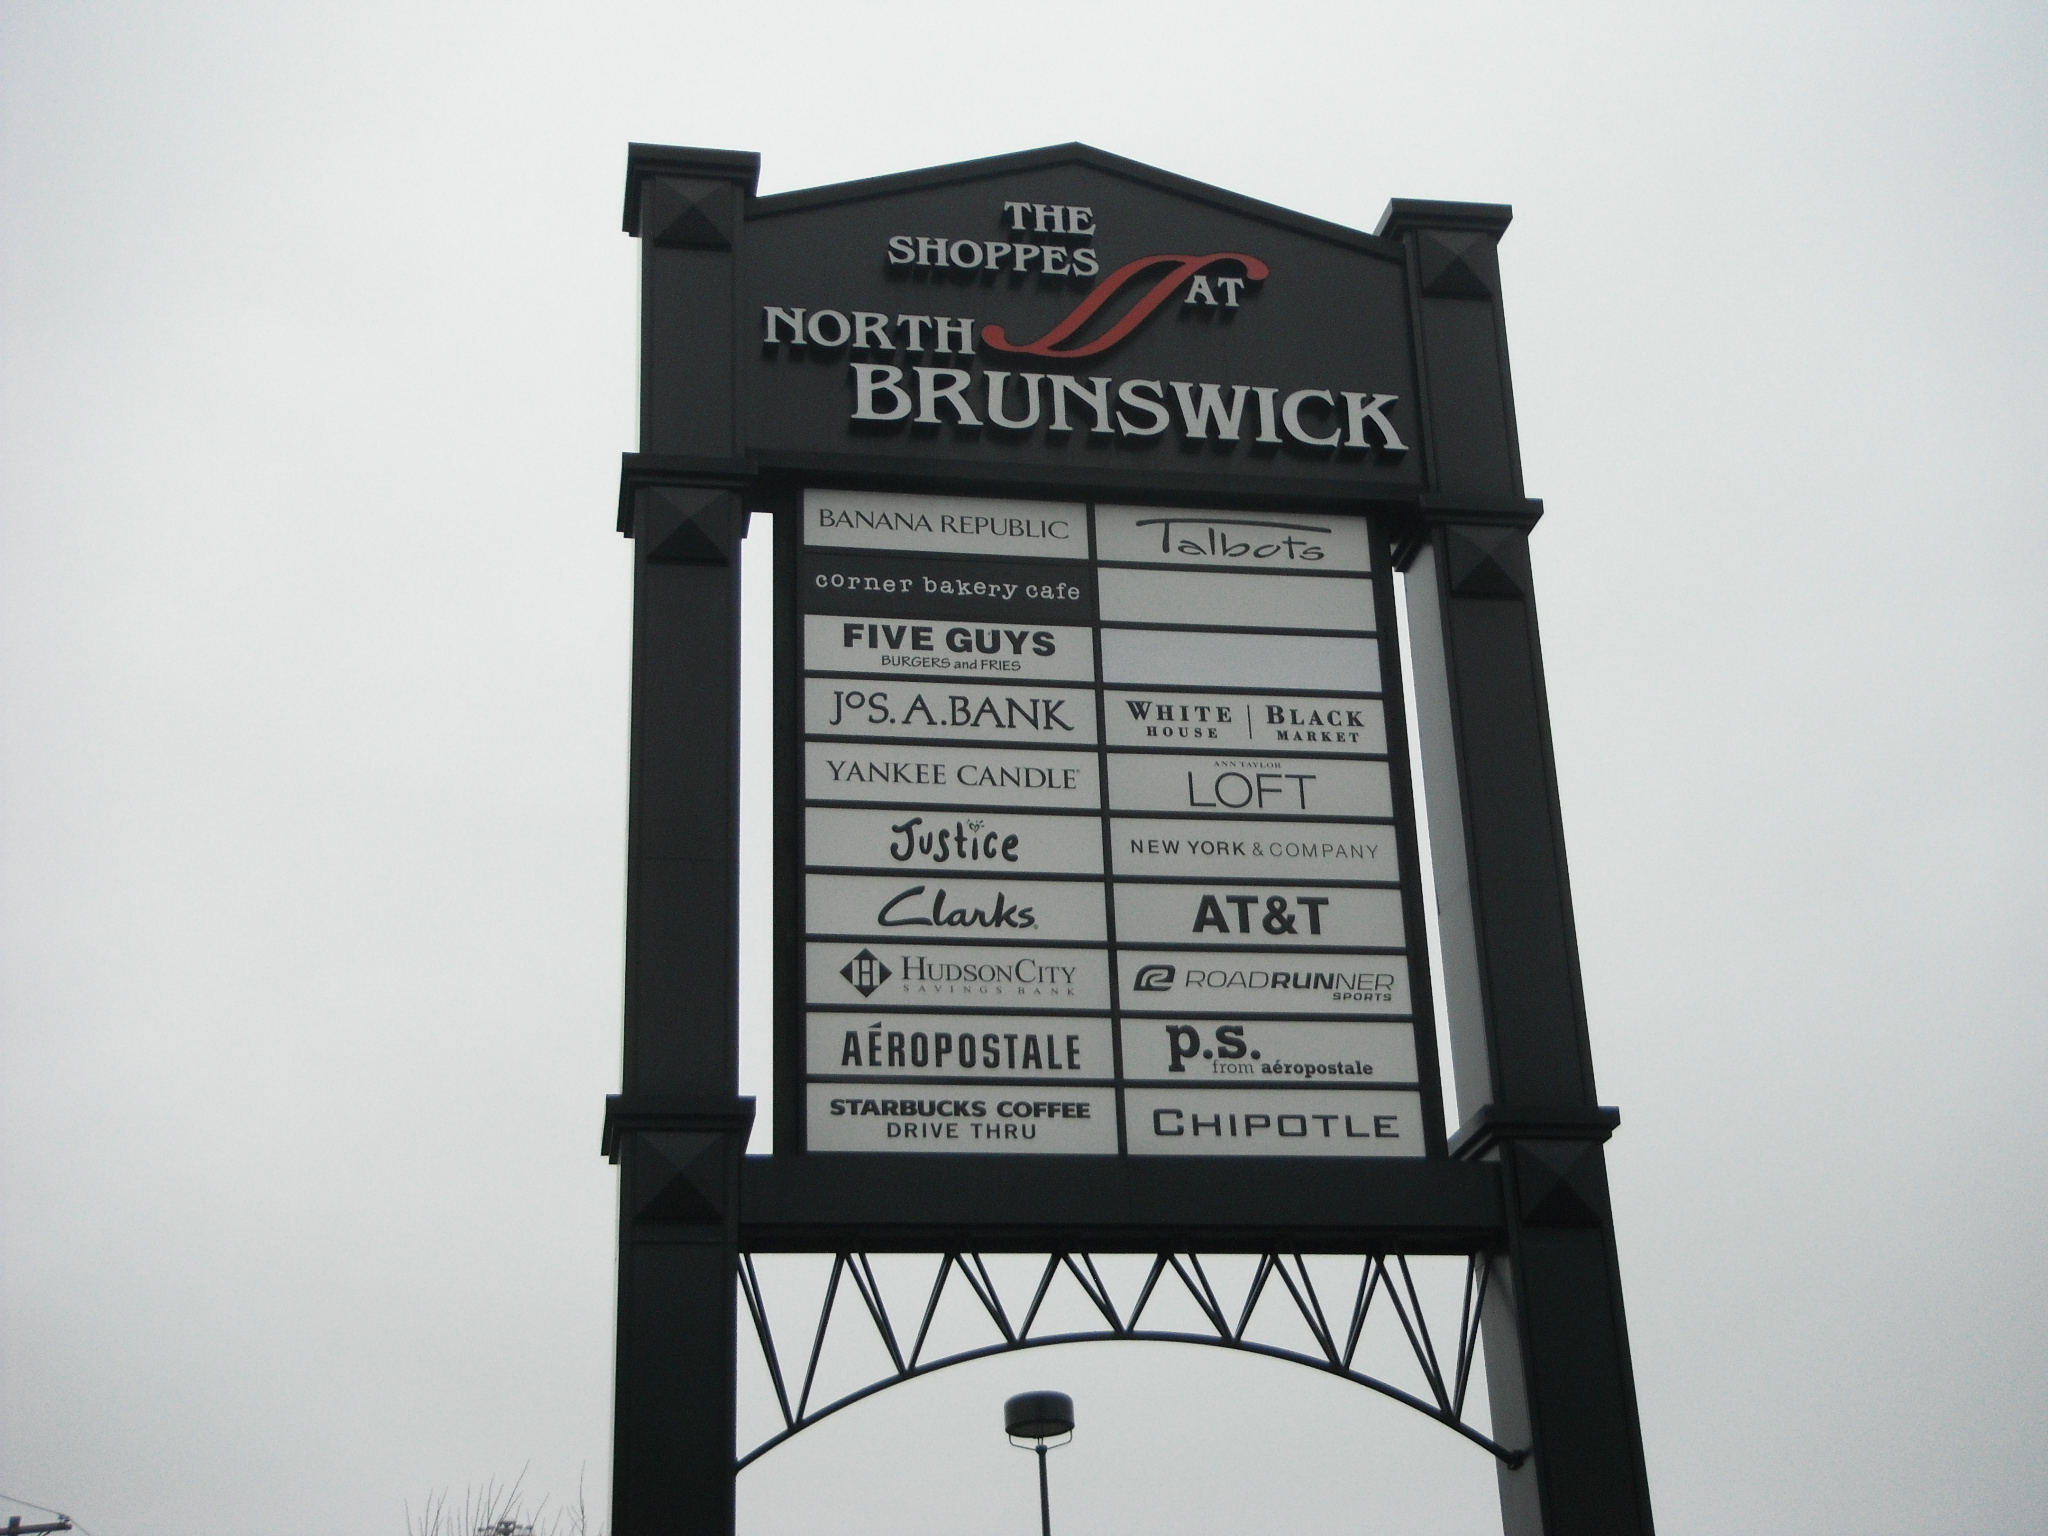 THE
SHOPPES
AT
NORTH
BRUNSWICK
BANANA REPUBLIC
Talbots
corner bakery cafe
FIVE GUYS
BURGERS and FRIES
JoS. A. BANK
WHITE | BLACK
HOUSE MARKET
YANKEE CANDLE
ANN TAYLOR
LOFT
Justice
NEW YORK & COMPANY
Clarks
AT&T
HUDSON CITY
SAVINGS BANK
ROADRUNNER
SPORTS
AÉROPOSTALE
p.s.
from aéropostale
STARBUCKS COFFEE
DRIVE THRU
CHIPOTLE